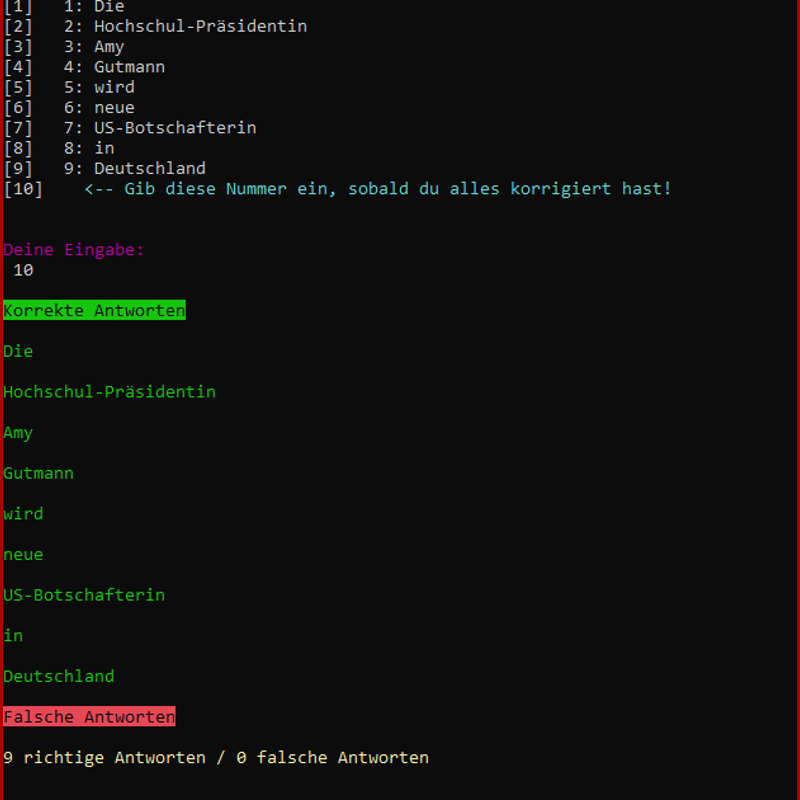 [1]   1: Die
[2]   2: Hochschul-Präsidentin
[3]   3: Amy
[4]   4: Gutmann
[5]   5: wird
[6]   6: neue
[7]   7: US-Botschafterin
[8]   8: in
[9]   9: Deutschland
[10]    <-- Gib diese Nummer ein, sobald du alles korrigiert hast!
Deine Eingabe:
10
Korrekte Antworten
Die
Hochschul-Präsidentin
Amy
Gutmann
wird
neue
US-Botschafterin
in
Deutschland
Falsche Antworten
9 richtige Antworten / 0 falsche Antworten